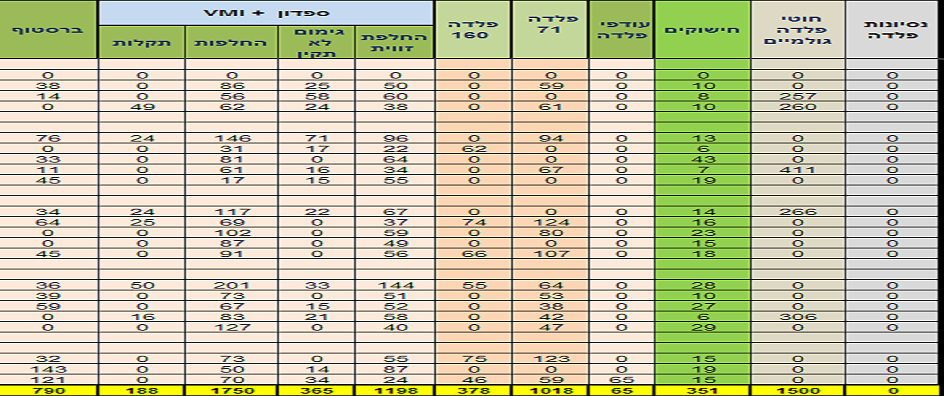 ספדון + VMI
נסיונות פלדה
חוטי פלדה גולמיים
חישוקים
עודפי פלדה
פלדה 71
פלדה 160
החלפת זווית
גימום לא תקין
החלפות
תקלות
ברסטוף
0 0 0 0 0 0 0 0 0 0 0
0 0 10 0 59 0 50 25 86 0 38
0 257 8 0 0 0 60 58 56 0 14
0 260 10 0 61 0 38 24 62 49 0
0 0 13 0 94 0 96 71 146 24 76
0 0 6 0 0 62 22 17 31 0 0
0 0 43 0 0 0 64 0 81 0 33
0 411 7 0 67 0 34 16 61 0 11
0 0 19 0 0 0 55 15 17 0 45
0 266 14 0 0 0 67 22 117 24 34
0 0 16 0 124 74 37 0 69 25 64
0 0 23 0 80 0 59 0 102 0 0
0 0 15 0 0 0 49 0 87 0 0
0 0 18 0 107 66 56 0 91 0 45
0 0 28 0 64 55 144 33 201 50 36
0 0 10 0 53 0 51 0 73 0 39
0 0 27 0 38 0 52 15 67 0 59
0 306 6 0 42 0 58 21 83 16 0
0 0 29 0 47 0 40 0 127 0 0
0 0 15 0 123 75 55 0 73 0 32
0 0 19 0 0 0 87 14 50 0 143
0 0 15 65 59 46 24 34 70 0 121
0 1500 351 65 1018 378 1198 365 1750 188 790